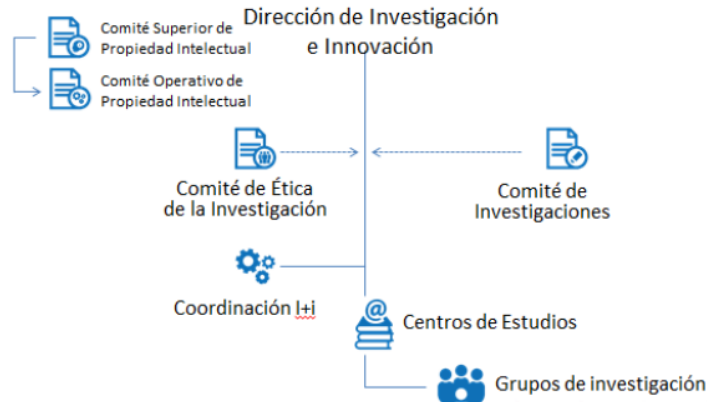 Dirección de Investigación
e Innovación
Comité Superior de
Propiedad Intelectual
Comité Operativo de
Propiedad Intelectual
Comité de Ética
de la Investigación
Comité de
Investigaciones
Coordinación I+i
@
Centros de Estudios
Grupos de investigación